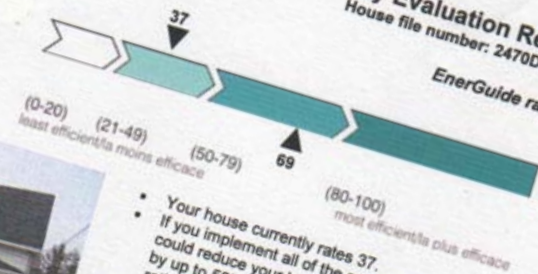 Evaluation
House file number: 2470D
EnerGuide
37
69
(0-20)
(21-49)
(50-79)
(80-100)
least efficient/la moins efficace
most efficient/la plus efficace
• Your house currently rates 37.
• If you implement all of the
could reduce your
by up to